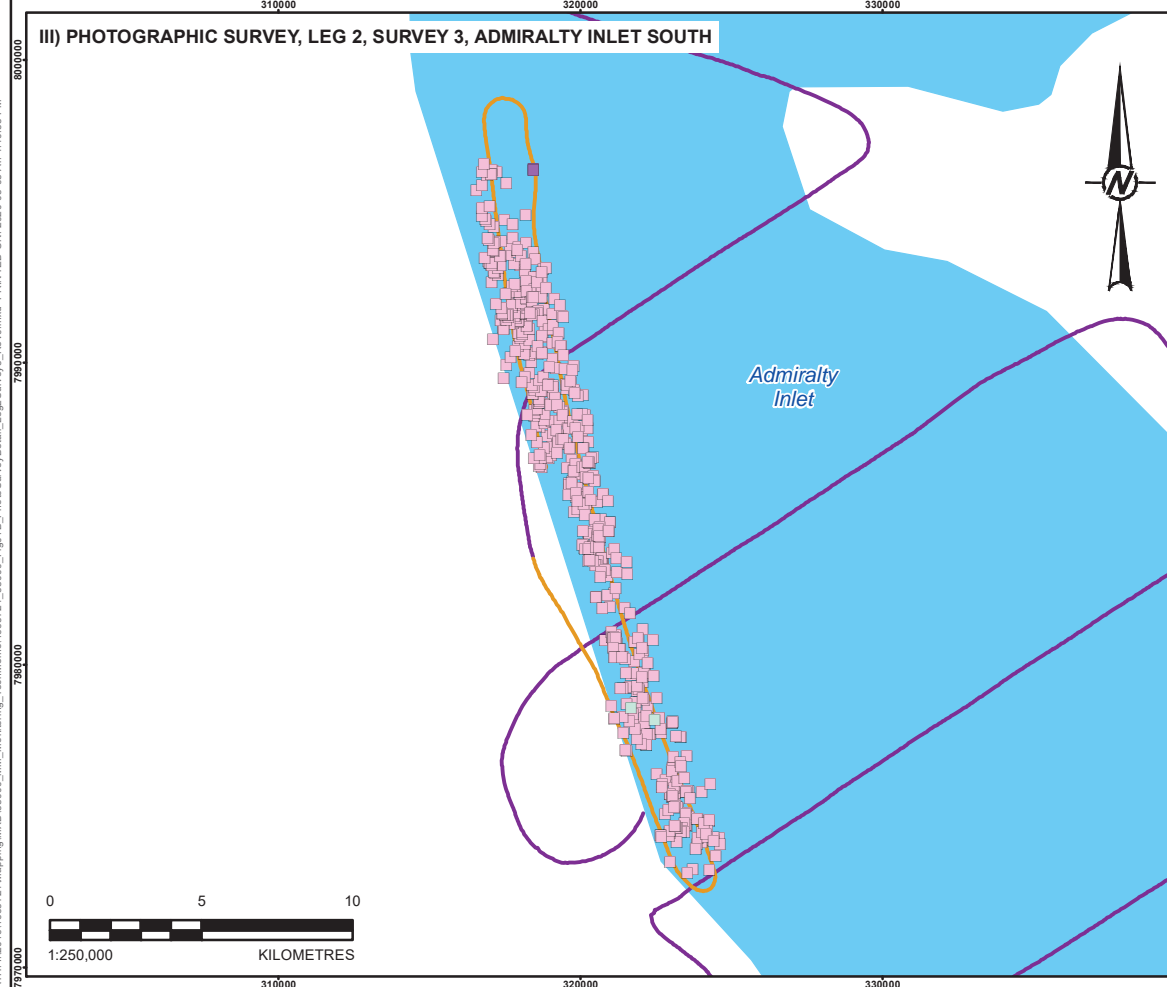 310000
320000
330000
III) PHOTOGRAPHIC SURVEY, LEG 2, SURVEY 3, ADMIRALTY INLET SOUTH
8000000
N
7990000
Admiralty
Inlet
7980000
0 5 10
1:250,000 KILOMETRES
7970000
310000
320000
330000